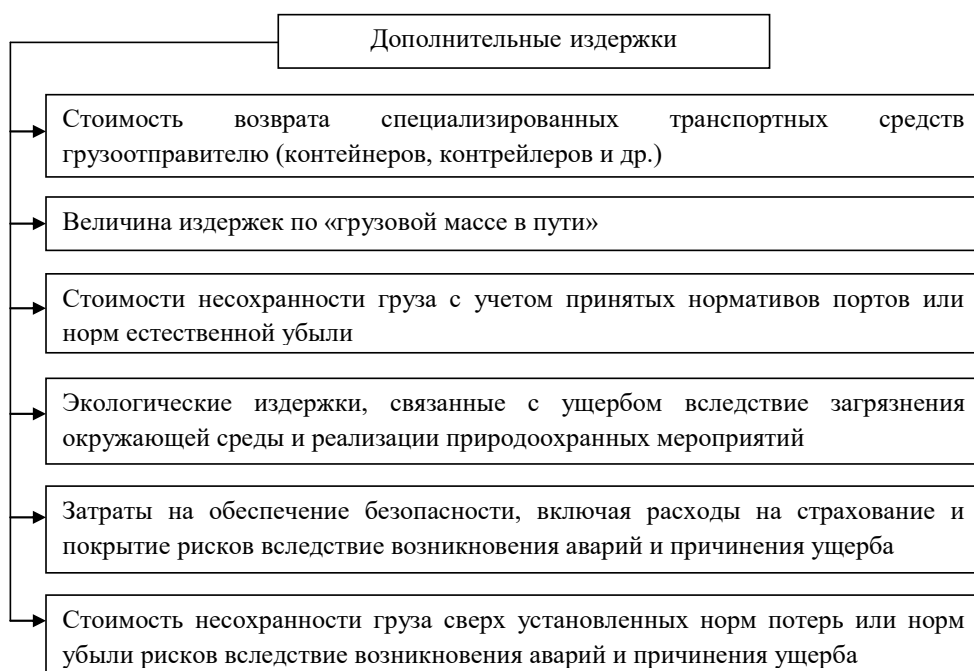 Дополнительные издержки
Стоимость возврата специализированных транспортных средств
грузоотправителю (контейнеров, контрейлеров и др.)
Величина издержек по «грузовой массе в пути»
Стоимости несохранности груза с учетом принятых нормативов портов или
норм естественной убыли
Экологические издержки, связанные с ущербом вследствие загрязнения
окружающей среды и реализации природоохранных мероприятий
Затраты на обеспечение безопасности, включая расходы на страхование и
покрытие рисков вследствие возникновения аварий и причинения ущерба
Стоимость несохранности груза сверх установленных норм потерь или норм
убыли рисков вследствие возникновения аварий и причинения ущерба